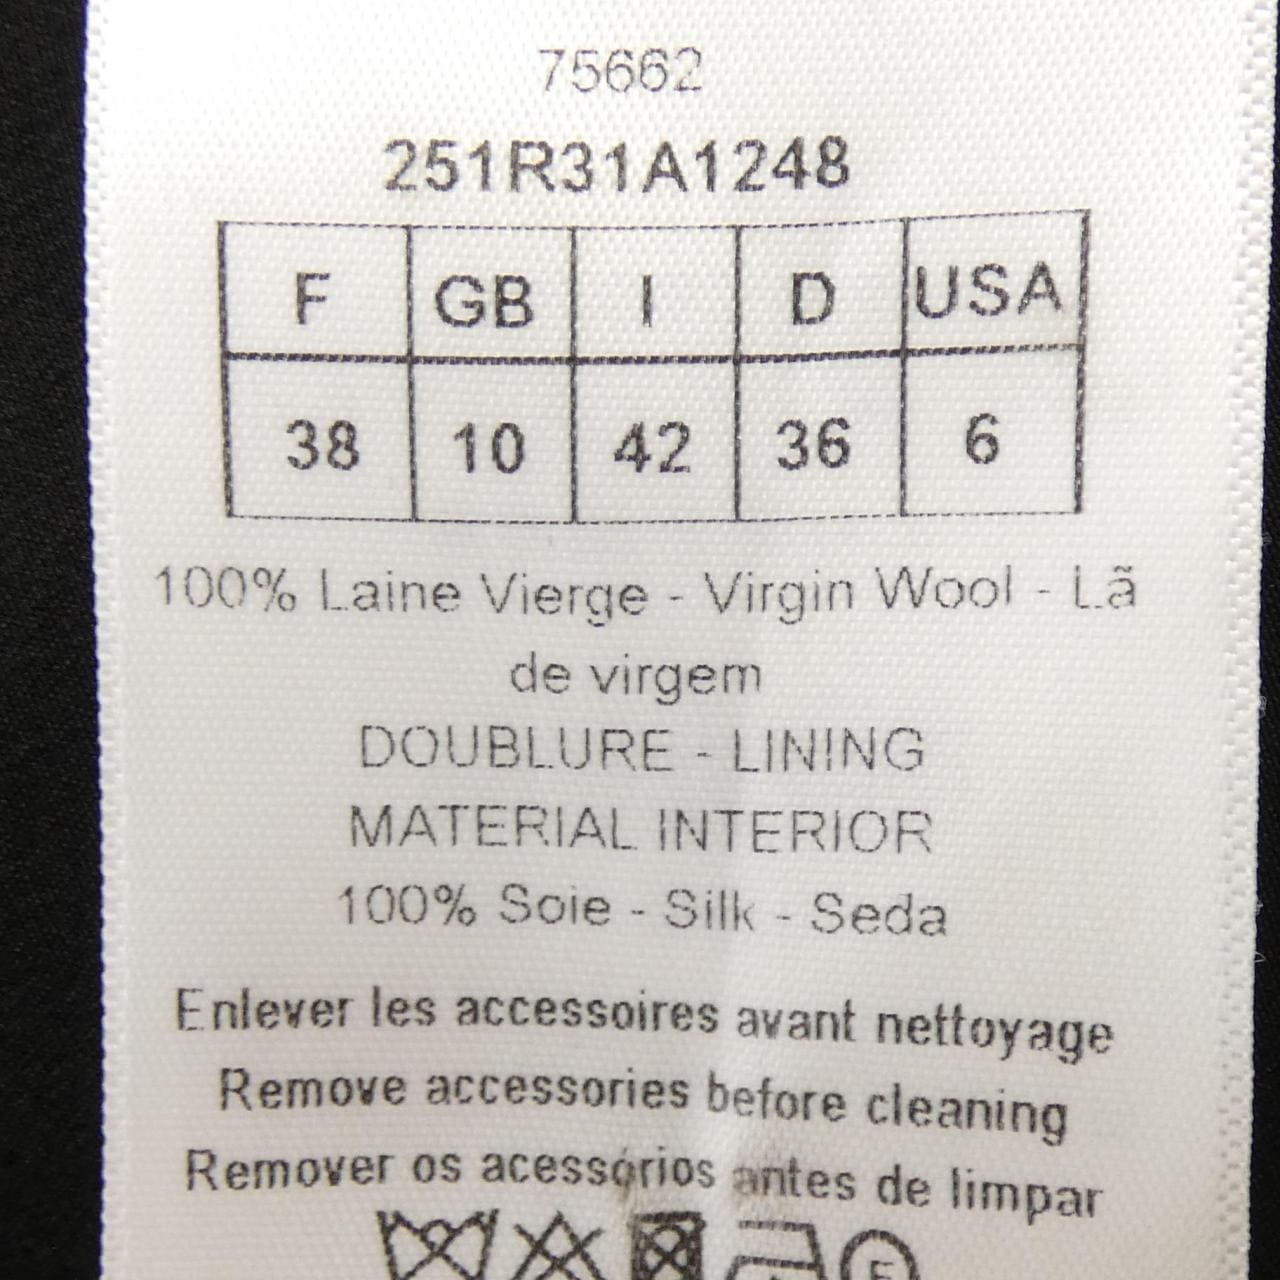 75662
251R31A1248
F GB I D USA
38 10 42 36 6
100% Laine Vierge - Virgin Wool - Lã
de virgem
DOUBLURE - LINING
MATERIAL INTERIOR
100% Soie - Silk - Seda
Enlever les accessoires avant nettoyage
Remove accessories before cleaning
Remover os acessórios antes de limpar